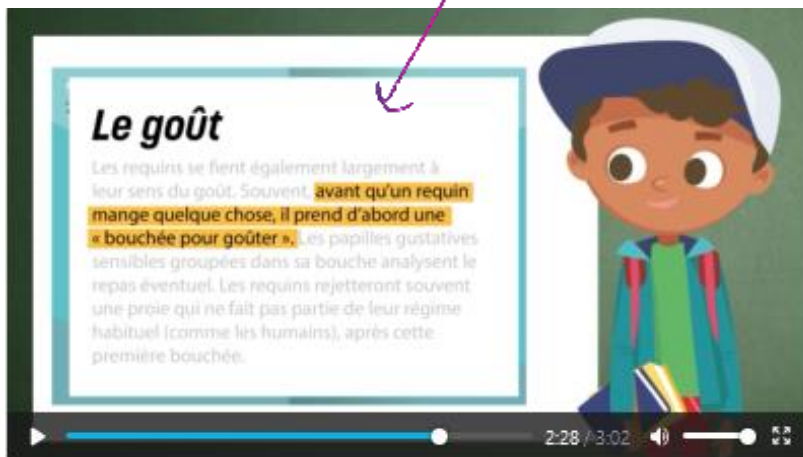 Le goût
Les requins se fient également largement à
leur sens du goût. Souvent, avant qu'un requin
mange quelque chose, il prend d'abord une
« bouchée pour goûter ». Les papilles gustatives
sensibles groupées dans sa bouche analysent le
repas éventuel. Les requins rejetteront souvent
une proie qui ne fait pas partie de leur régime
habituel (comme les humains), après cette
première bouchée.
2:28 / 3:02